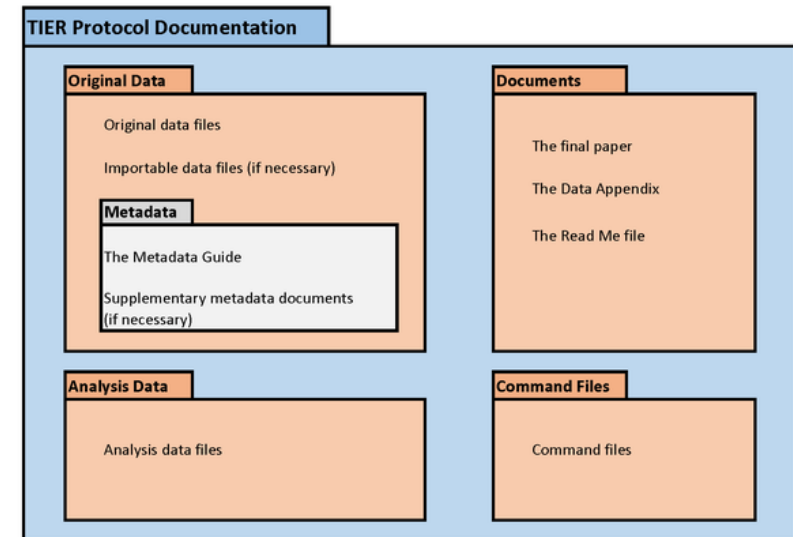 TIER Protocol Documentation
Original Data
Original data files
Importable data files (if necessary)
Metadata
The Metadata Guide
Supplementary metadata documents
(if necessary)
Documents
The final paper
The Data Appendix
The Read Me file
Analysis Data
Analysis data files
Command Files
Command files